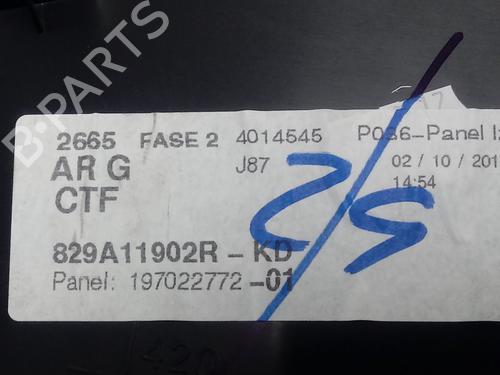 B-PARTS
2665 FASE 2 4014545 P036-Panel
AR G J87 02 / 10 / 201
CTF 14:54
25
829A11902R - KD
Panel: 197022772 -01